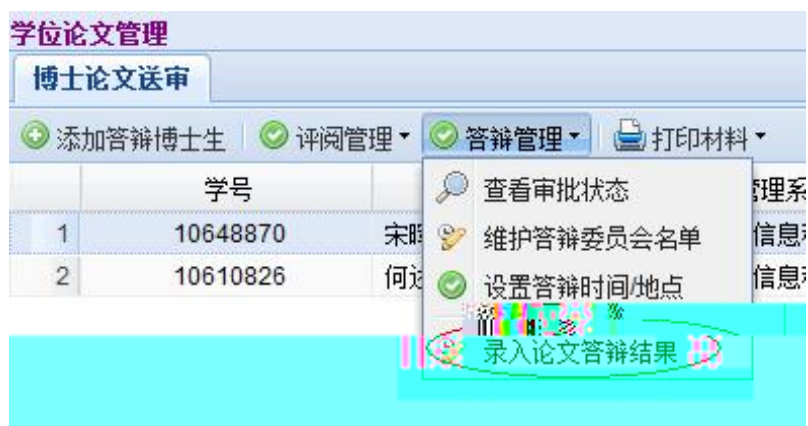 学位论文管理
博士论文送审
添加答辩博士生 评阅管理 答辩管理 打印材料
学号 查看审批状态 管理系
1 10648870 宋 维护答辩委员会名单 信息
2 10610826 何 设置答辩时间/地点 信息
录入论文答辩结果